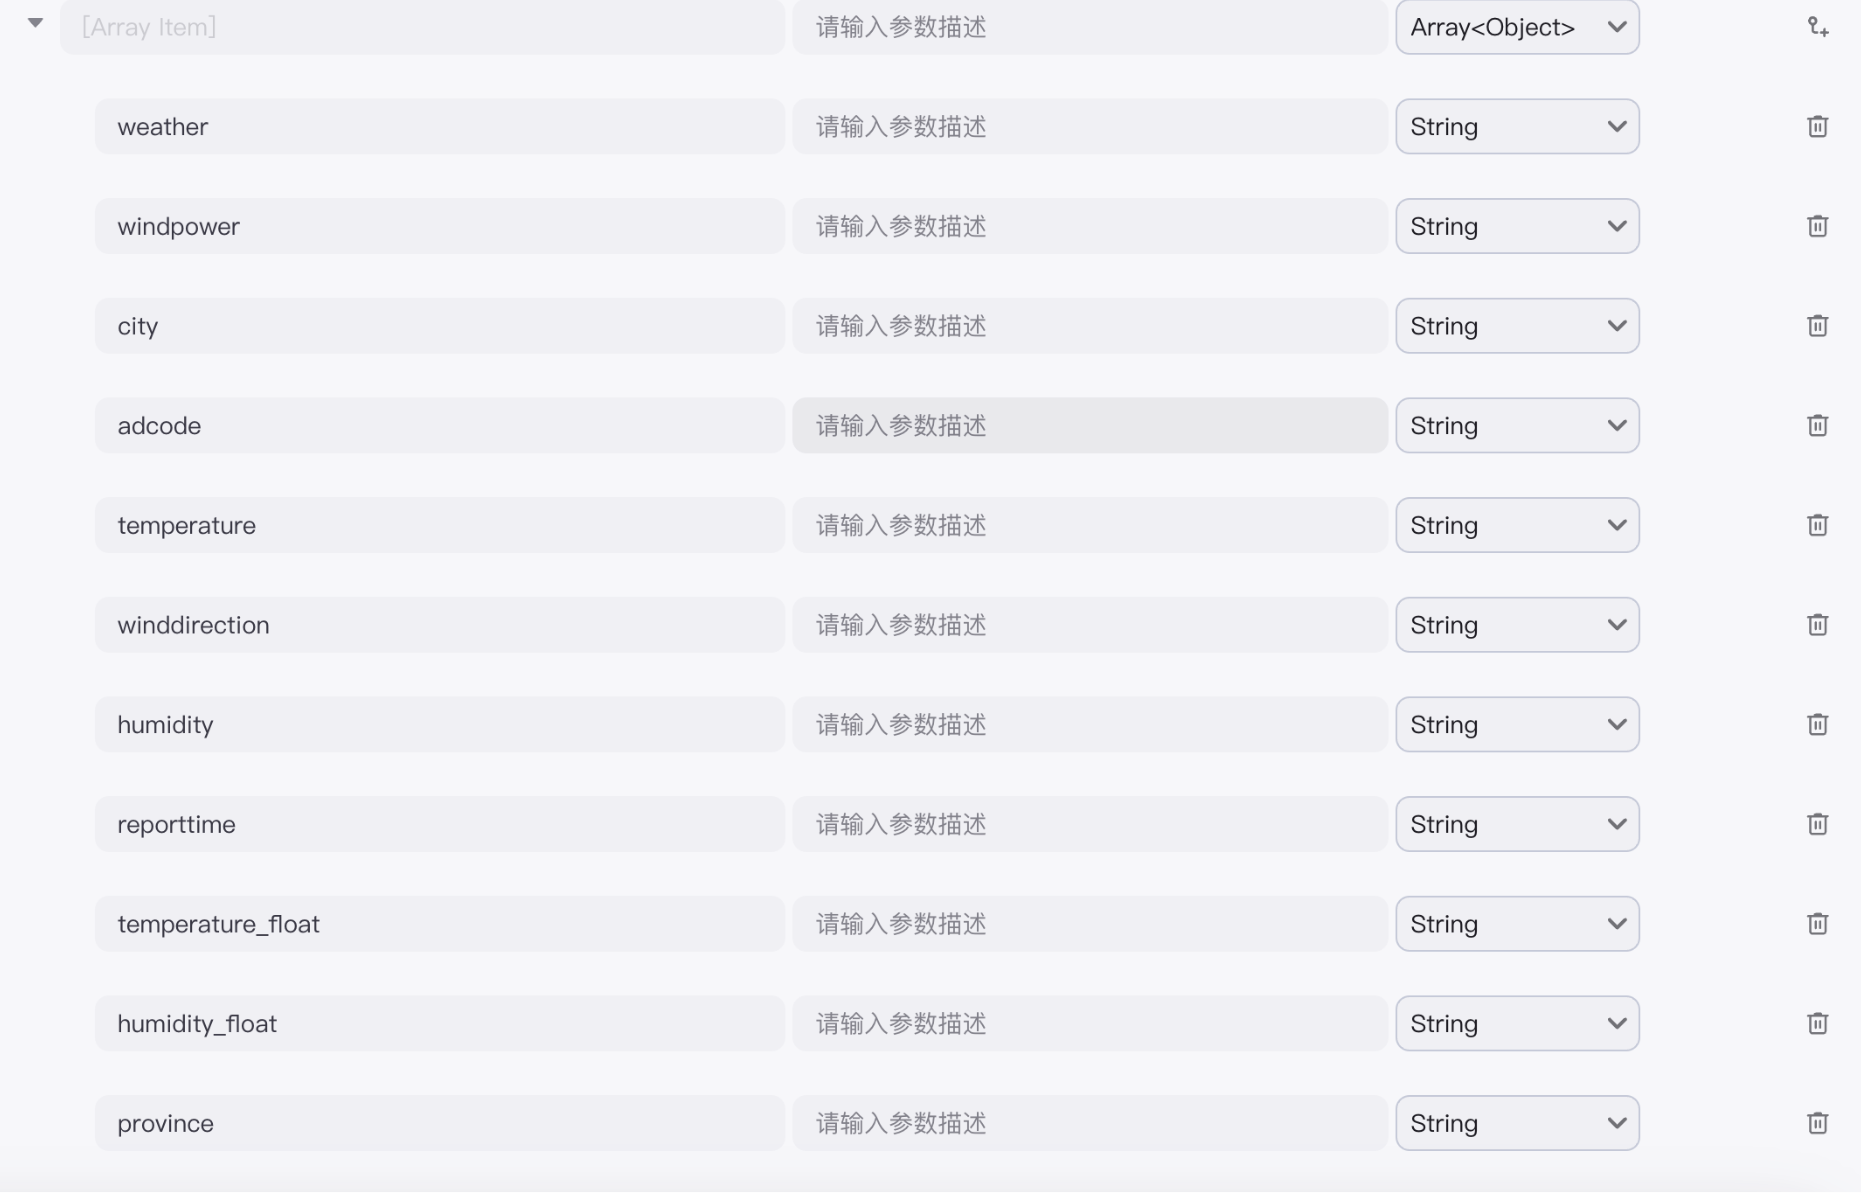 [Array Item] 请输入参数描述 Array<Object>
weather 请输入参数描述 String
windpower 请输入参数描述 String
city 请输入参数描述 String
adcode 请输入参数描述 String
temperature 请输入参数描述 String
winddirection 请输入参数描述 String
humidity 请输入参数描述 String
reporttime 请输入参数描述 String
temperature_float 请输入参数描述 String
humidity_float 请输入参数描述 String
province 请输入参数描述 String